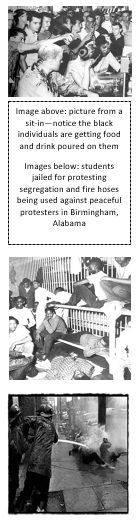 Image above: picture from a
sit-in—notice the black
individuals are getting food
and drink poured on them
Images below: students
jailed for protesting
segregation and fire hoses
being used against peaceful
protesters in Birmingham,
Alabama